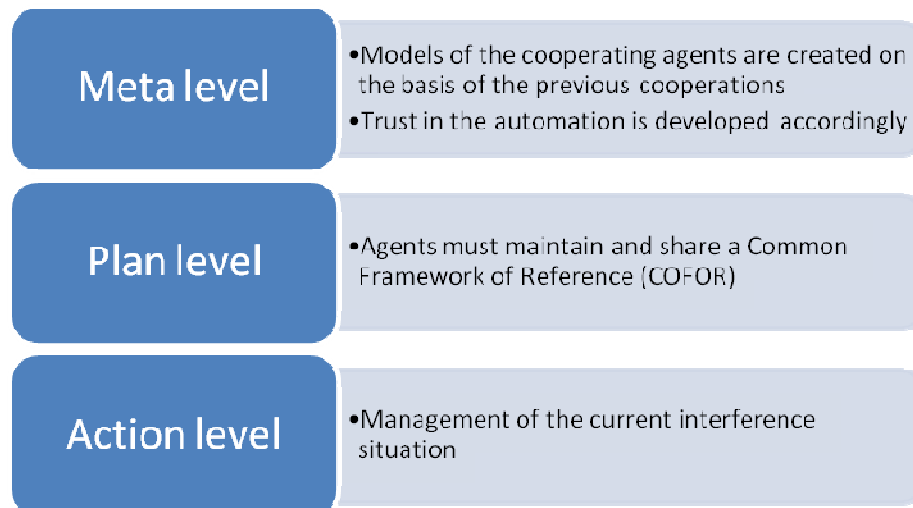 Meta level
•Models of the cooperating agents are created on
the basis of the previous cooperations
•Trust in the automation is developed accordingly
Plan level
•Agents must maintain and share a Common
Framework of Reference (COFOR)
Action level
•Management of the current interference
situation